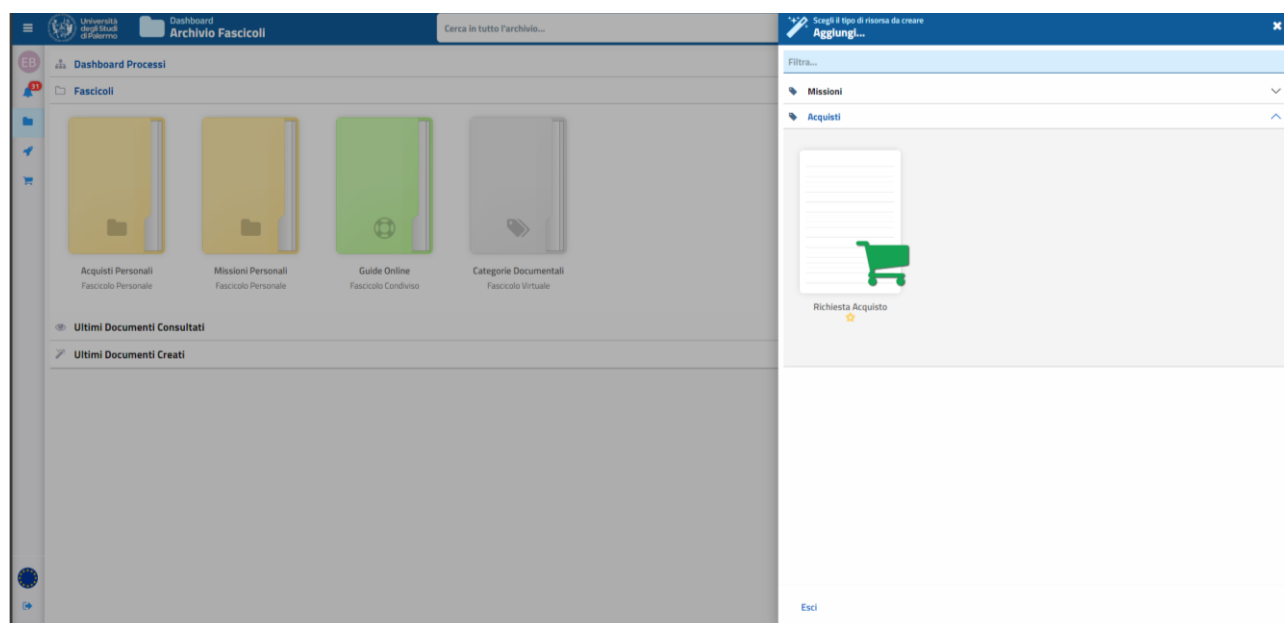 Università
degli Studi
di Palermo
Dashboard
Archivio Fascicoli
Cerca in tutto l'archivio...
EB
31
Dashboard Processi
Fascicoli
Acquisti Personali
Fascicolo Personale
Missioni Personali
Fascicolo Personale
Guide Online
Fascicolo Condiviso
Categorie Documentali
Fascicolo Virtuale
Ultimi Documenti Consultati
Ultimi Documenti Creati
Scegli il tipo di risorsa da creare
Aggiungi...
Filtra...
Missioni
Acquisti
Richiesta Acquisto
Esci